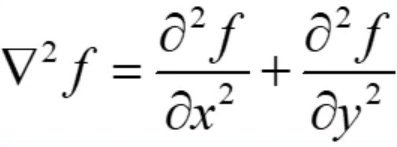 ∇²f = ∂²f/∂x² + ∂²f/∂y²